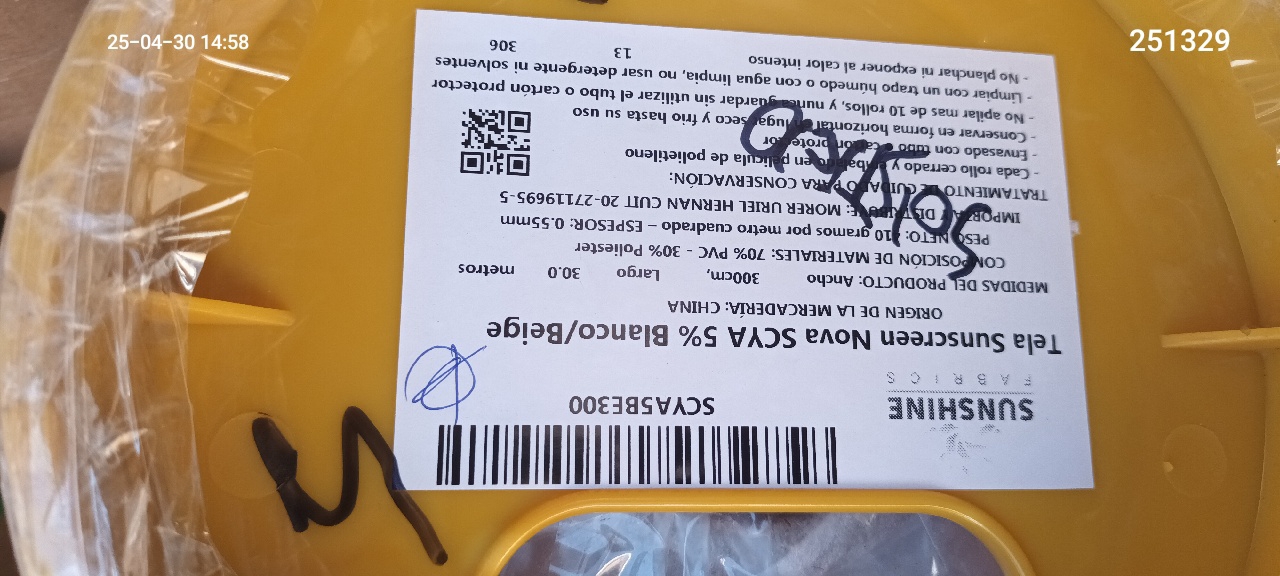 25-04-30 14:58
251329
SUNSHINE
FABRICS
SCYA5BE300
Tela Sunscreen Nova SCYA 5% Blanco/Beige
ORIGEN DE LA MERCADERÍA: CHINA
MEDIDAS DEL PRODUCTO: Ancho 300cm, Largo 30.0 metros
COMPOSICIÓN DE MATERIALES: 70% PVC - 30% Poliester
PESO NETO: gramos por metro cuadrado – ESPESOR: 0.55mm
IMPORTA Y DISTRIBUYE: MORER URIEL HERNAN CUIT 20-27119695-5
TRATAMIENTO DE CUIDADO PARA CONSERVACIÓN:
- Cada rollo cerrado y embalado en película de polietileno
- Envasado con tubo o cartón protector
- Conservar en forma horizontal en lugar seco y frio hasta su uso
- No apilar mas de 10 rollos, y nunca guardar sin utilizar el tubo o cartón protector
- Limpiar con un trapo húmedo o con agua limpia, no usar detergente ni solventes
- No planchar ni exponer al calor intenso
13 306